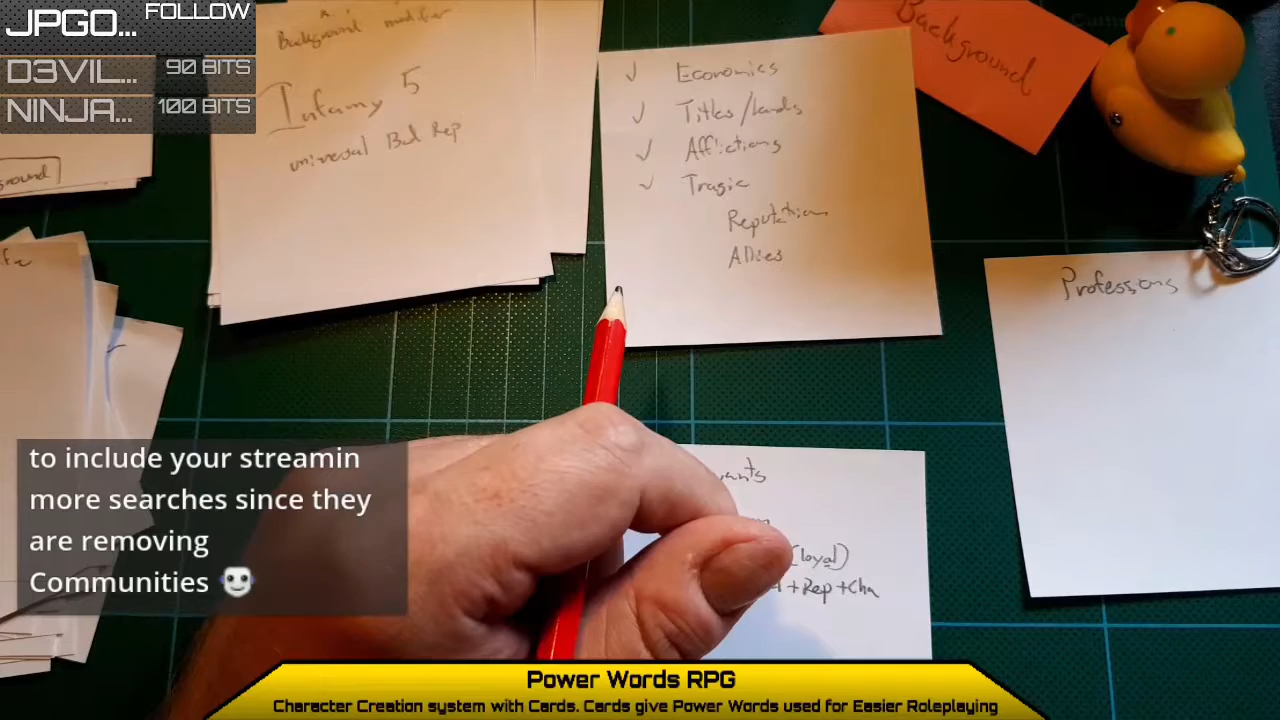 JPGO... FOLLOW
D3VIL... 90 BITS
NINJA... 100 BITS
Background modifier
Infamy 5
universal Bad Rep
Economics
Titles/lands
Afflictions
Tragic
Reputation
Allies
Background
Professions
(loyal)
+Rep+Cha
to include your streamin
more searches since they
are removing
Communities
Power Words RPG
Character Creation system with Cards. Cards give Power Words used for Easier Roleplaying